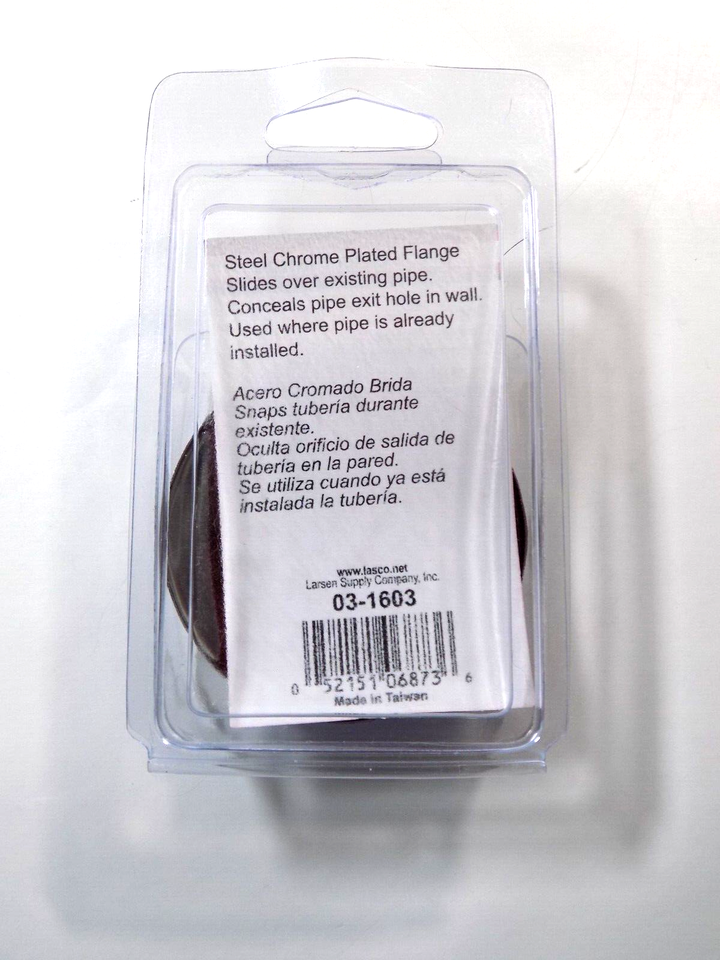 Steel Chrome Plated Flange
Slides over existing pipe.
Conceals pipe exit hole in wall.
Used where pipe is already
installed.
Acero Cromado Brida
Snaps tubería durante
existente.
Oculta orificio de salida de
tubería en la pared.
Se utiliza cuando ya está
instalada la tubería.
www.lasco.net
Larsen Supply Company, Inc.
03-1603
0 52151 06873 6
Made in Taiwan